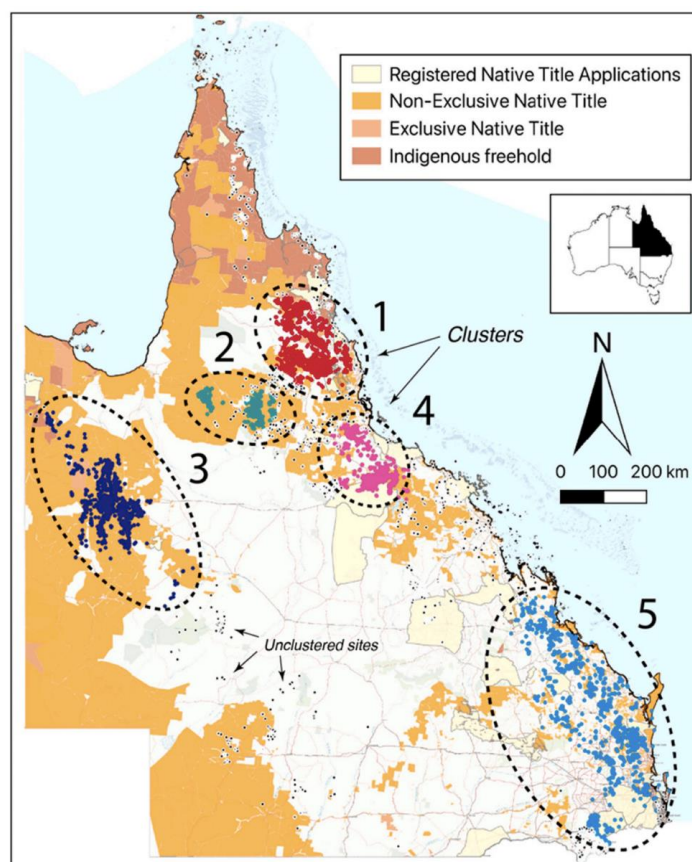 Registered Native Title Applications
Non-Exclusive Native Title
Exclusive Native Title
Indigenous freehold
1
2
Clusters
N
4
3
0 100 200 km
5
Unclustered sites